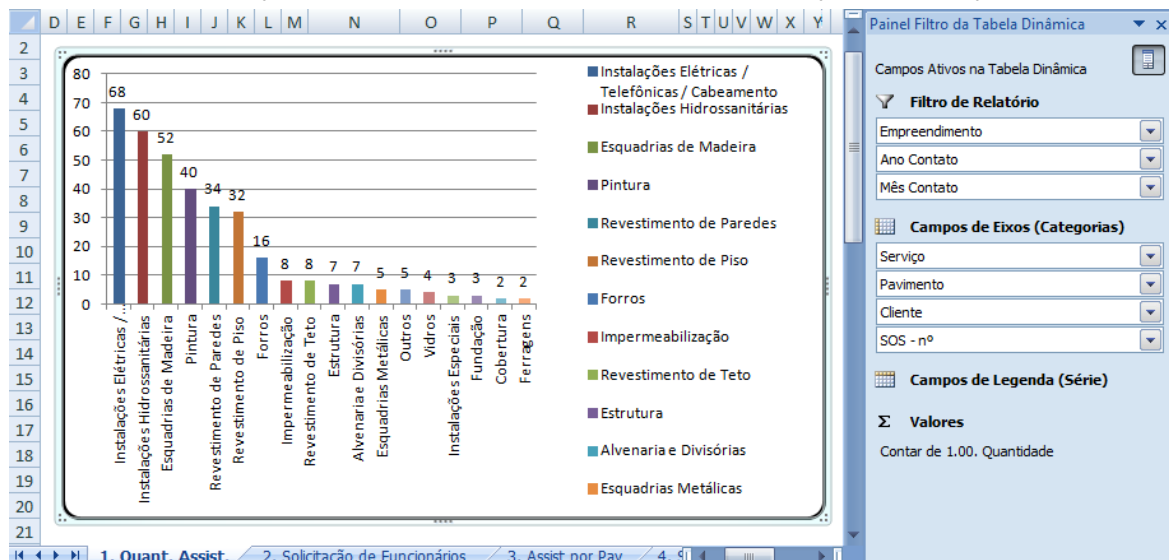 D E F G H I J K L M N O P Q R S T U V W X Y
2
3
4
5
6
7
8
9
10
11
12
13
14
15
16
17
18
19
20
21
80
70
60
50
40
30
20
10
0
68
60
52
40
34
32
16
8
8
7
7
5
5
4
3
3
2
2
Instalações Elétricas /...
Instalações Hidrossanitárias
Esquadrias de Madeira
Pintura
Revestimento de Paredes
Revestimento de Piso
Forros
Impermeabilização
Revestimento de Teto
Estrutura
Alvenaria e Divisórias
Esquadrias Metálicas
Outros
Vidros
Instalações Especiais
Fundação
Cobertura
Ferragens
Instalações Elétricas /
Telefônicas / Cabeamento
Instalações Hidrossanitárias
Esquadrias de Madeira
Pintura
Revestimento de Paredes
Revestimento de Piso
Forros
Impermeabilização
Revestimento de Teto
Estrutura
Alvenaria e Divisórias
Esquadrias Metálicas
1. Quant. Assist. 2. Solicitação de Funcionários 3. Assist por Pav 4.
Painel Filtro da Tabela Dinâmica
Campos Ativos na Tabela Dinâmica
Filtro de Relatório
Empreendimento
Ano Contato
Mês Contato
Campos de Eixos (Categorias)
Serviço
Pavimento
Cliente
SOS - nº
Campos de Legenda (Série)
Σ Valores
Contar de 1.00. Quantidade